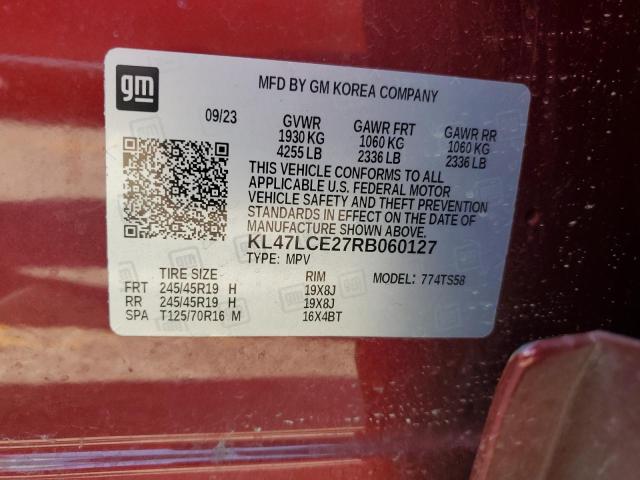 gm
MFD BY GM KOREA COMPANY
09/23 GVWR GAWR FRT GAWR RR
1930 KG 1060 KG 1060 KG
4255 LB 2336 LB 2336 LB
THIS VEHICLE CONFORMS TO ALL
APPLICABLE U.S. FEDERAL MOTOR
VEHICLE SAFETY AND THEFT PREVENTION
STANDARDS IN EFFECT ON THE DATE OF
MANUFACTURE SHOWN ABOVE.
KL47LCE27RB060127
TYPE: MPV
TIRE SIZE RIM MODEL: 774TS58
FRT 245/45R19 H 19X8J
RR 245/45R19 H 19X8J
SPA T125/70R16 M 16X4BT